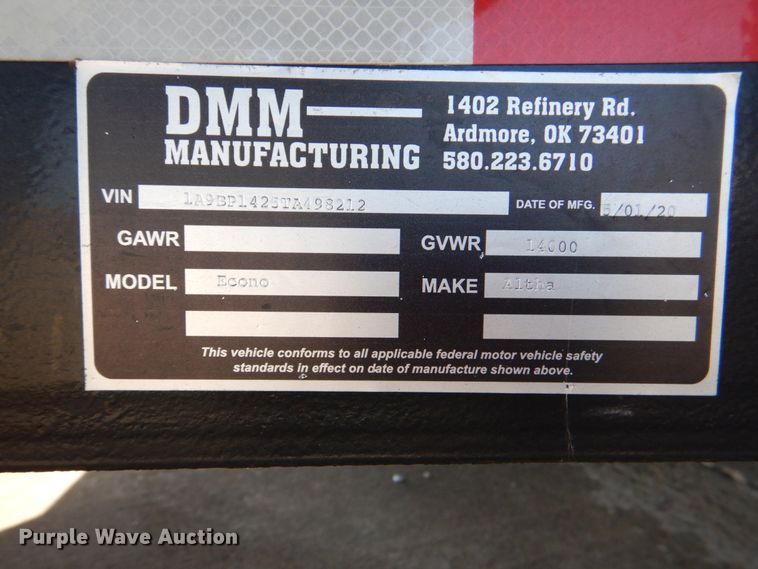 DMM
MANUFACTURING
1402 Refinery Rd.
Ardmore, OK 73401
580.223.6710
VIN 1A9BP1425TA498212 DATE OF MFG. 5/01/20
GAWR GVWR 14000
MODEL Econo MAKE Altha
This vehicle conforms to all applicable federal motor vehicle safety
standards in effect on date of manufacture shown above.
Purple Wave Auction